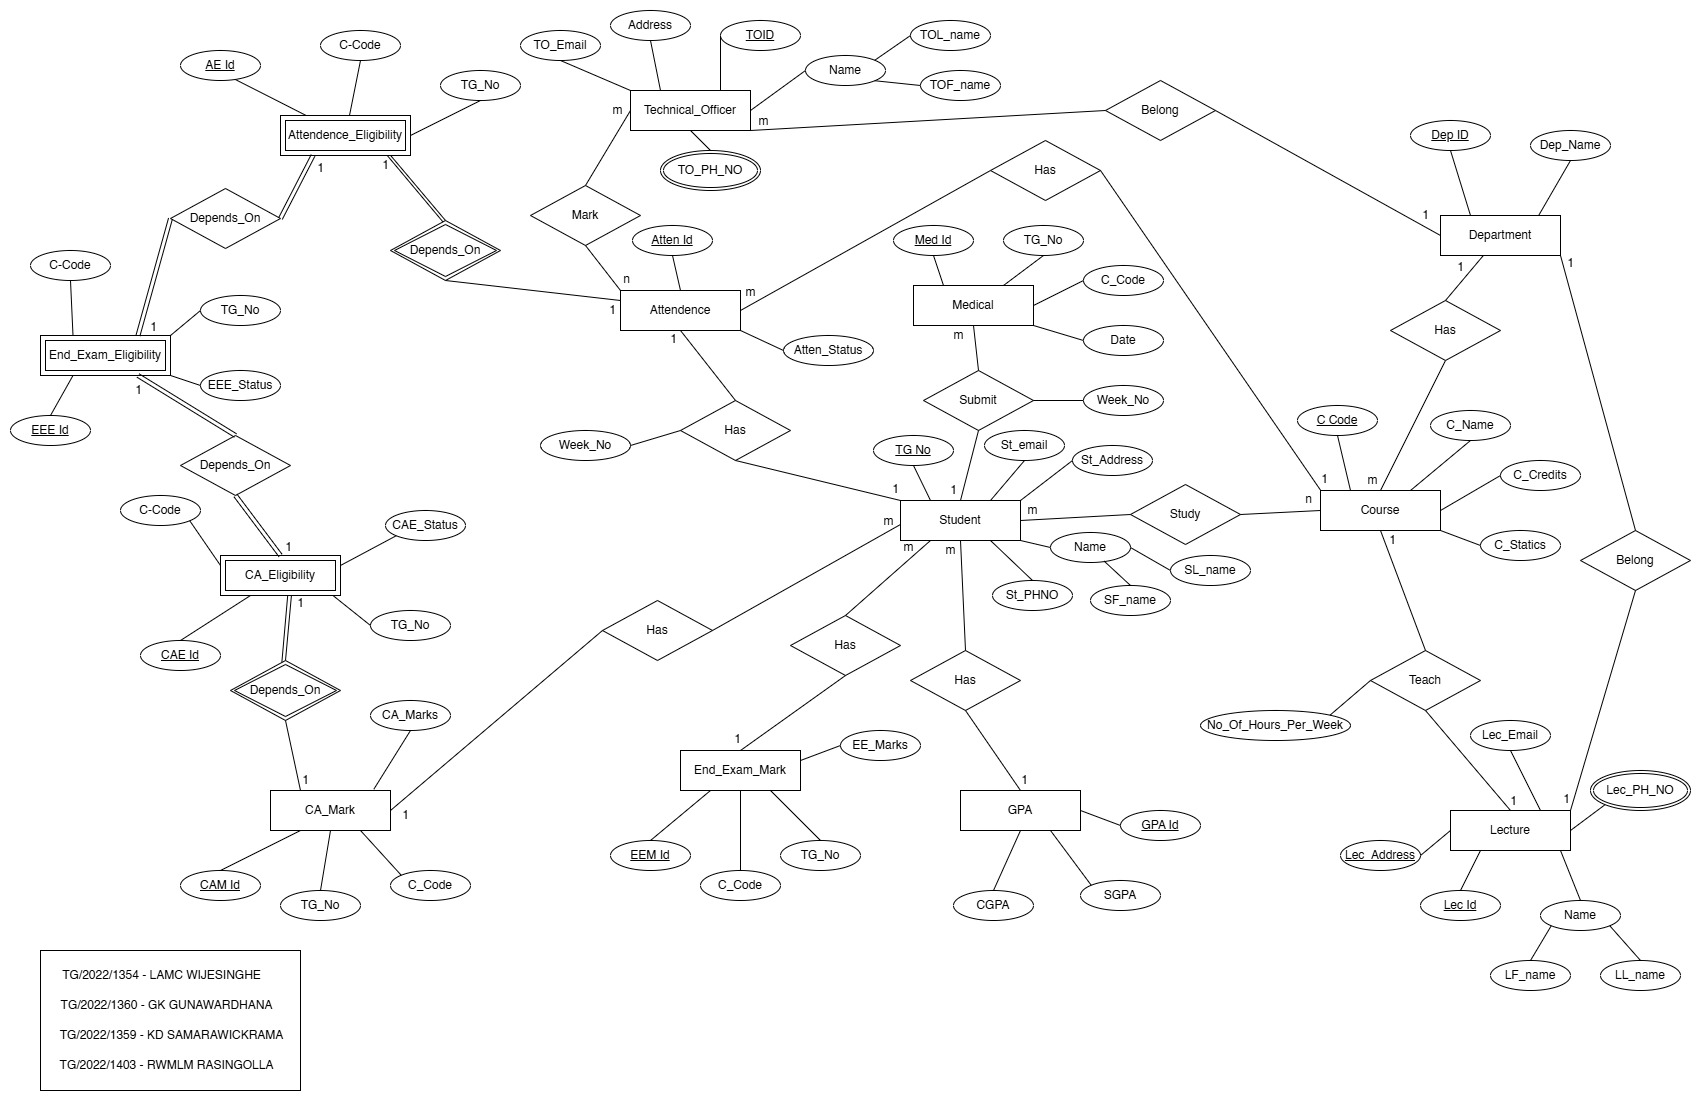 Address
TO_Email
TOID
TOL_name
Name
TOF_name
C-Code
AE Id
TG_No
Attendence_Eligibility
1
1
Technical_Officer
m
m
TO_PH_NO
Belong
Dep ID
Dep_Name
Department
1
1
1
Has
Depends_On
Depends_On
Mark
Atten Id
n
Attendence
1
m
1
Atten_Status
Med Id
TG_No
C_Code
Medical
m
Date
Has
C-Code
TG_No
1
End_Exam_Eligibility
1
EEE_Status
EEE Id
Depends_On
Submit
Week_No
Has
Week_No
TG No
St_email
St_Address
C Code
C_Name
C_Credits
C_Statics
1
m
n
Course
1
Study
1
1
m
Student
m
m
m
Name
SL_name
SF_name
St_PHNO
C-Code
CAE_Status
1
CA_Eligibility
1
TG_No
CAE Id
Depends_On
Has
Has
Has
Belong
Teach
No_Of_Hours_Per_Week
CA_Marks
1
CA_Mark
1
CAM Id
TG_No
C_Code
1
End_Exam_Mark
EE_Marks
EEM Id
C_Code
TG_No
1
GPA
GPA Id
CGPA
SGPA
Lec_Email
Lec_PH_NO
1
1
Lecture
Lec_Address
Lec Id
Name
LF_name
LL_name
TG/2022/1354 - LAMC WIJESINGHE
TG/2022/1360 - GK GUNAWARDHANA
TG/2022/1359 - KD SAMARAWICKRAMA
TG/2022/1403 - RWMLM RASINGOLLA